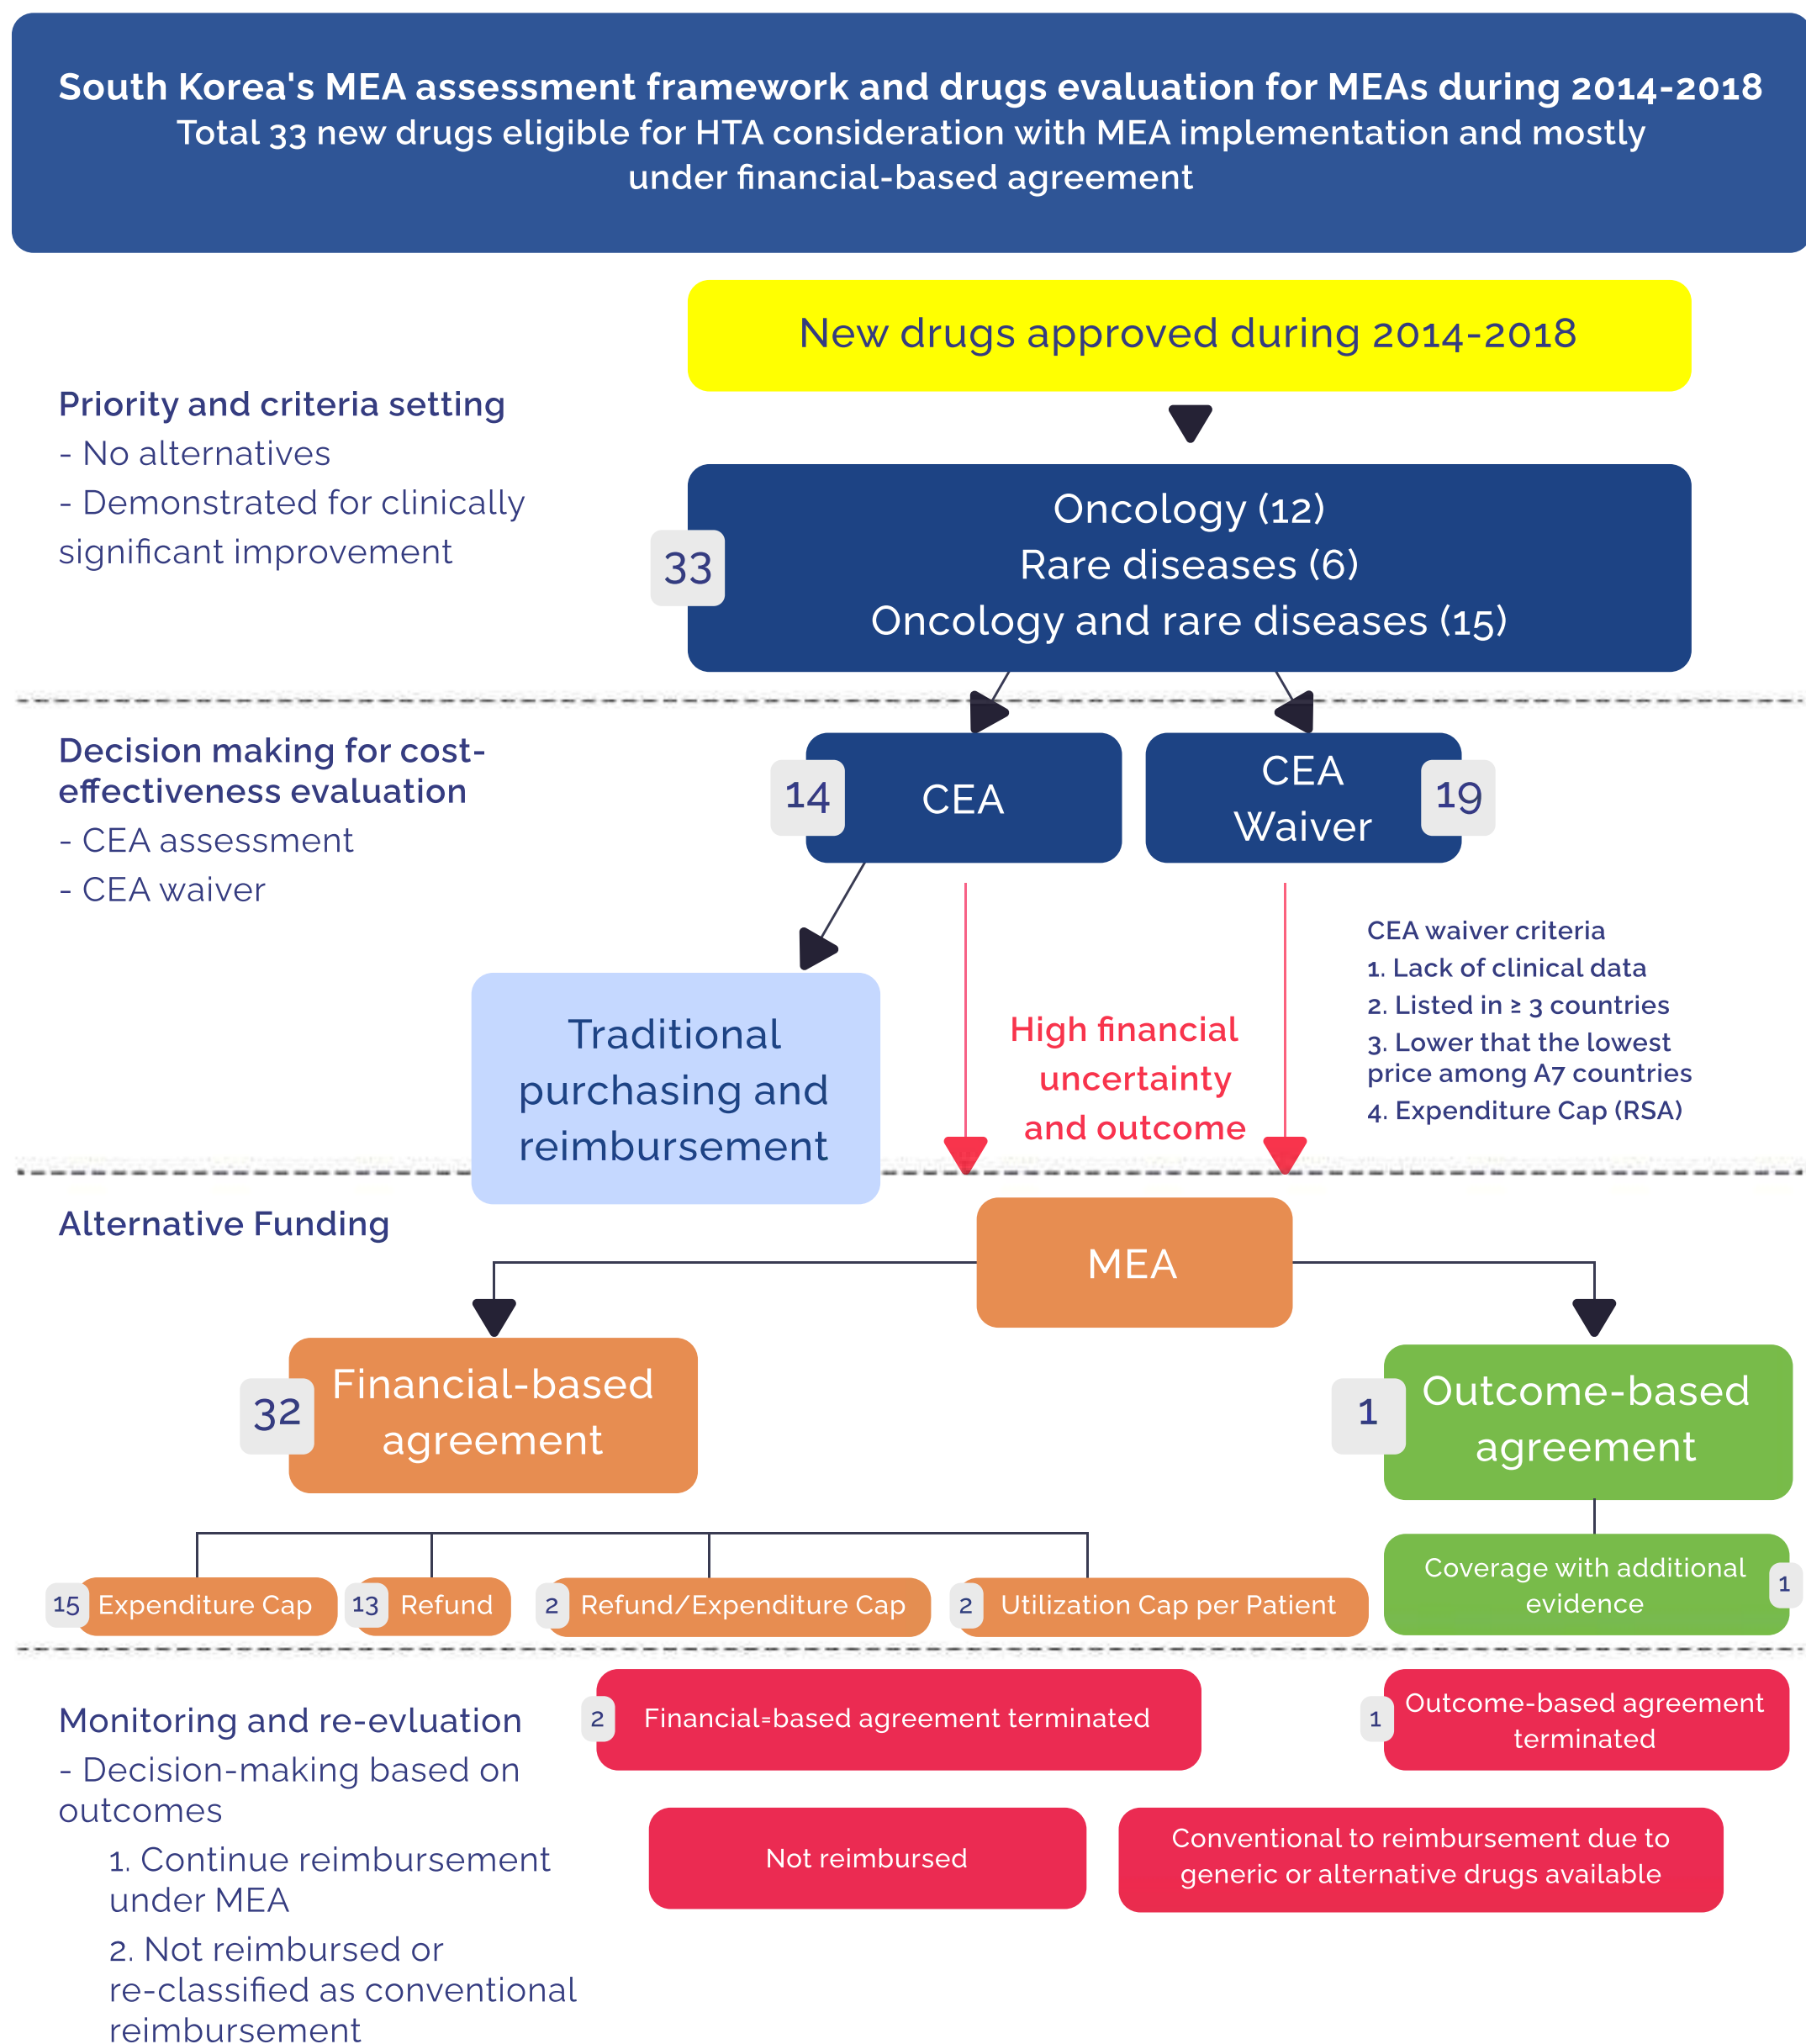 South Korea's MEA assessment framework and drugs evaluation for MEAs during 2014-2018
Total 33 new drugs eligible for HTA consideration with MEA implementation and mostly
under financial-based agreement
New drugs approved during 2014-2018
Priority and criteria setting
- No alternatives
- Demonstrated for clinically
significant improvement
33
Oncology (12)
Rare diseases (6)
Oncology and rare diseases (15)
Decision making for cost-
effectiveness evaluation
- CEA assessment
- CEA waiver
14
CEA
CEA
Waiver
19
CEA waiver criteria
1. Lack of clinical data
2. Listed in ≥ 3 countries
3. Lower that the lowest
price among A7 countries
4. Expenditure Cap (RSA)
Traditional
purchasing and
reimbursement
High financial
uncertainty
and outcome
Alternative Funding
MEA
32
Financial-based
agreement
1
Outcome-based
agreement
15
Expenditure Cap
13
Refund
2
Refund/Expenditure Cap
2
Utilization Cap per Patient
Coverage with additional
evidence
1
Monitoring and re-evluation
- Decision-making based on
outcomes
1. Continue reimbursement
under MEA
2. Not reimbursed or
re-classified as conventional
reimbursement
2
Financial=based agreement terminated
1
Outcome-based agreement
terminated
Not reimbursed
Conventional to reimbursement due to
generic or alternative drugs available